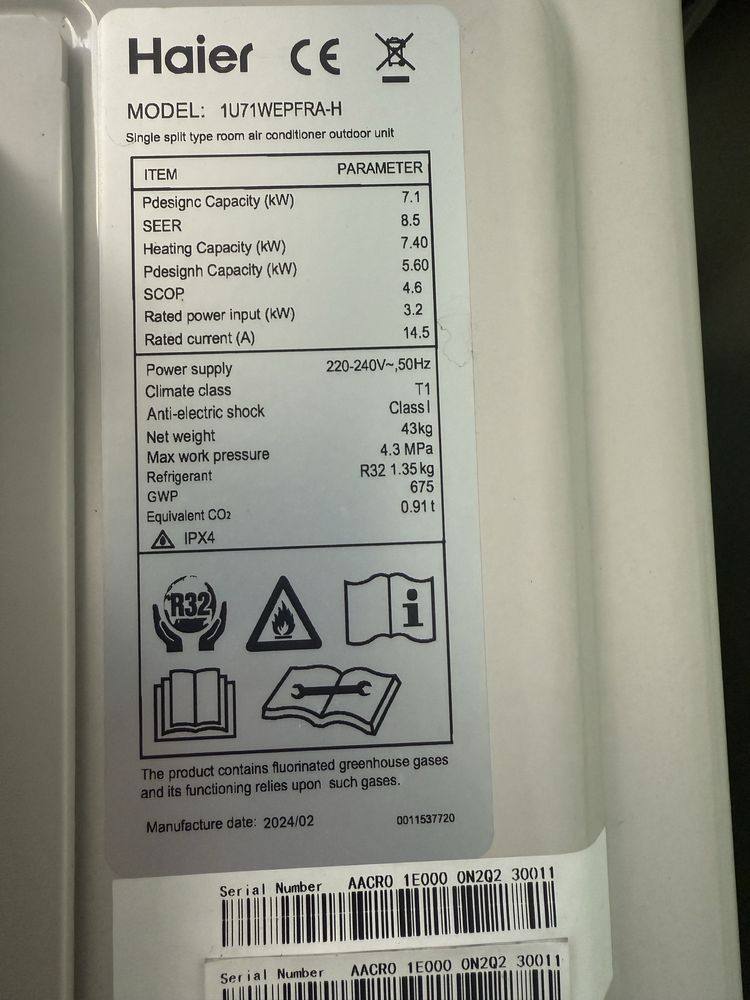 Haier CE
MODEL: 1U71WEPFRA-H
Single split type room air conditioner outdoor unit
ITEM PARAMETER
Pdesignc Capacity (kW) 7.1
SEER 8.5
Heating Capacity (kW) 7.40
Pdesignh Capacity (kW) 5.60
SCOP 4.6
Rated power input (kW) 3.2
Rated current (A) 14.5
Power supply 220-240V~,50Hz
Climate class T1
Anti-electric shock Class I
Net weight 43kg
Max work pressure 4.3 MPa
Refrigerant R32 1.35kg
GWP 675
Equivalent CO₂ 0.91 t
IPX4
R32
i
The product contains fluorinated greenhouse gases
and its functioning relies upon such gases.
Manufacture date: 2024/02 0011537720
Serial Number AACR0 1E000 0N2Q2 30011
Serial Number AACR0 1E000 0N2Q2 30011